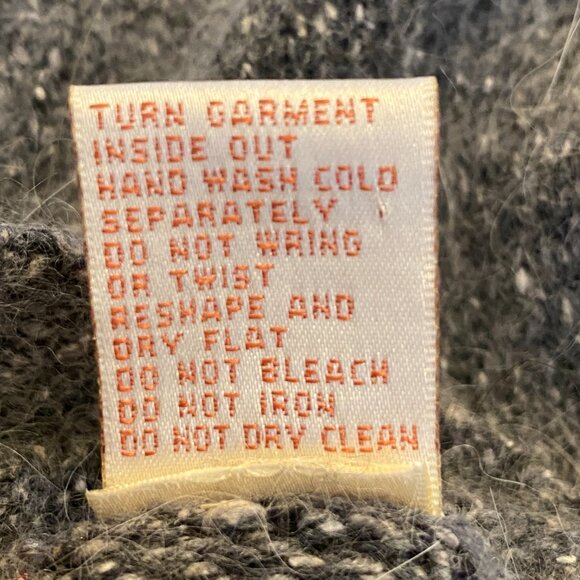 TURN GARMENT
INSIDE OUT
HAND WASH COLD
SEPARATELY
DO NOT WRING
OR TWIST
RESHAPE AND
DRY FLAT
DO NOT BLEACH
DO NOT IRON
DO NOT DRY CLEAN